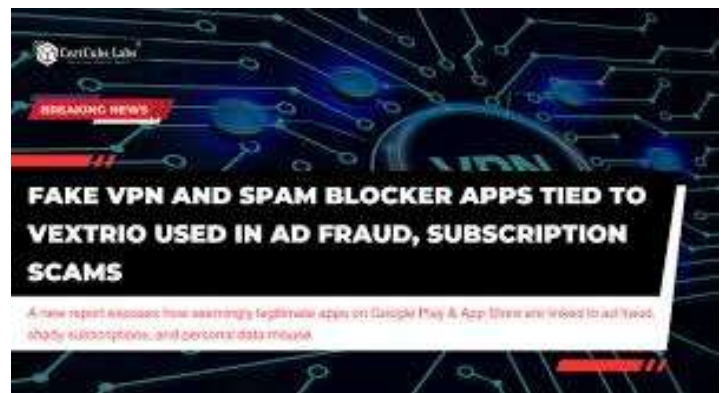 CertCube Labs
BREAKING NEWS
VPN
FAKE VPN AND SPAM BLOCKER APPS TIED TO
VEXTRIO USED IN AD FRAUD, SUBSCRIPTION
SCAMS
A new report exposes how seemingly legitimate apps on Google Play & App Store are linked to ad fraud,
shady subscriptions, and personal data misuse.